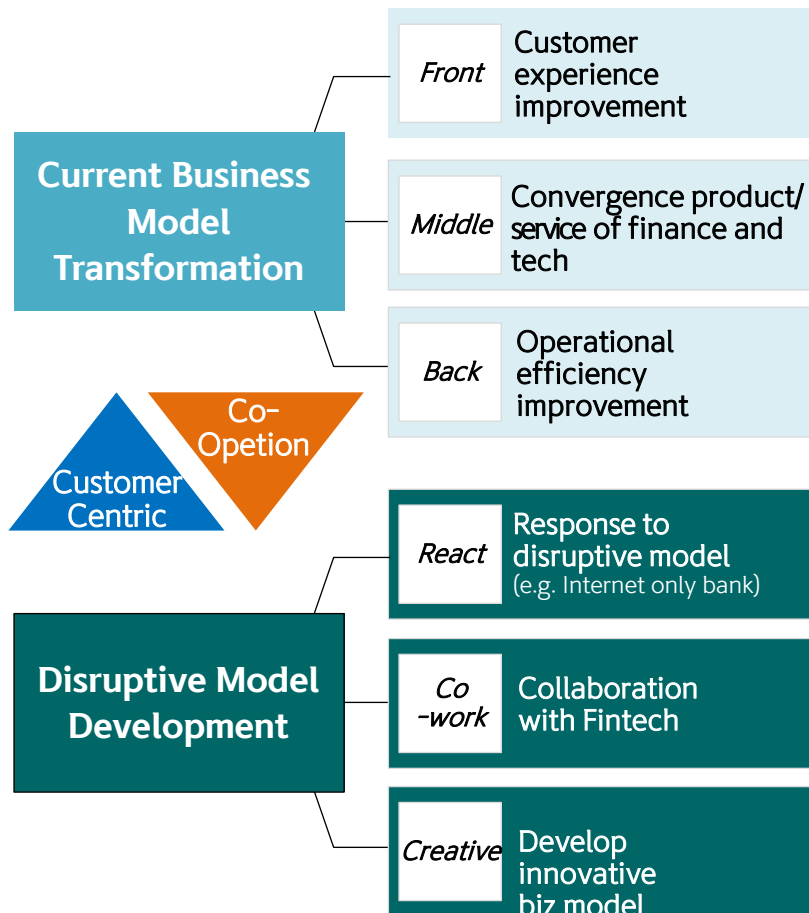 Current Business
Model
Transformation
Front
Customer
experience
improvement
Middle
Convergence product/
service of finance and
tech
Back
Operational
efficiency
improvement
Co-
Opetion
Customer
Centric
Disruptive Model
Development
React
Response to
disruptive model
(e.g. Internet only bank)
Co
-work
Collaboration
with Fintech
Creative
Develop
innovative
biz model